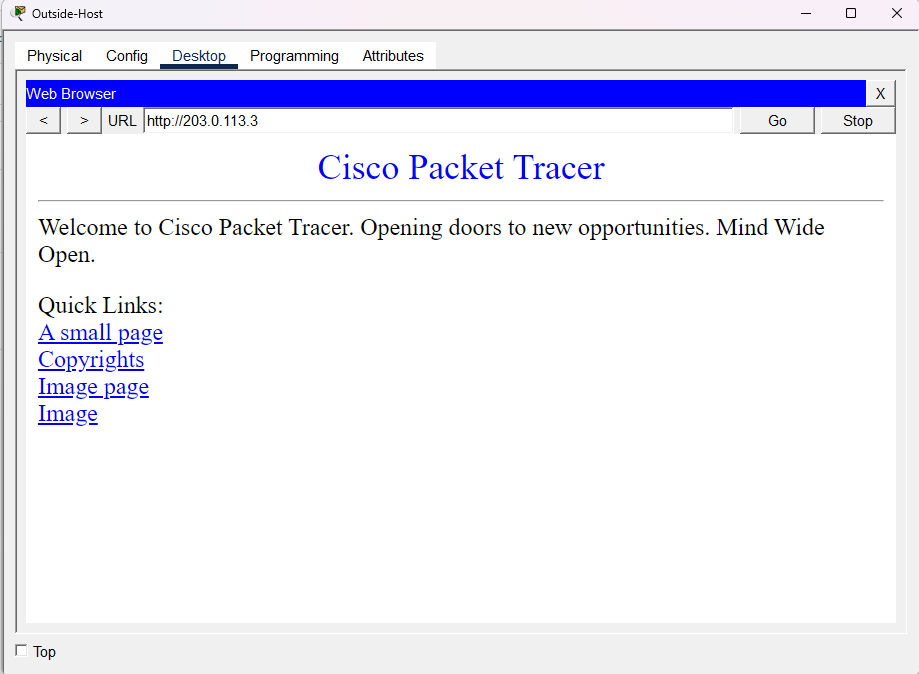 Outside-Host
Physical Config Desktop Programming Attributes
Web Browser X
< > URL http://203.0.113.3 Go Stop
Cisco Packet Tracer
Welcome to Cisco Packet Tracer. Opening doors to new opportunities. Mind Wide
Open.
Quick Links:
A small page
Copyrights
Image page
Image
Top